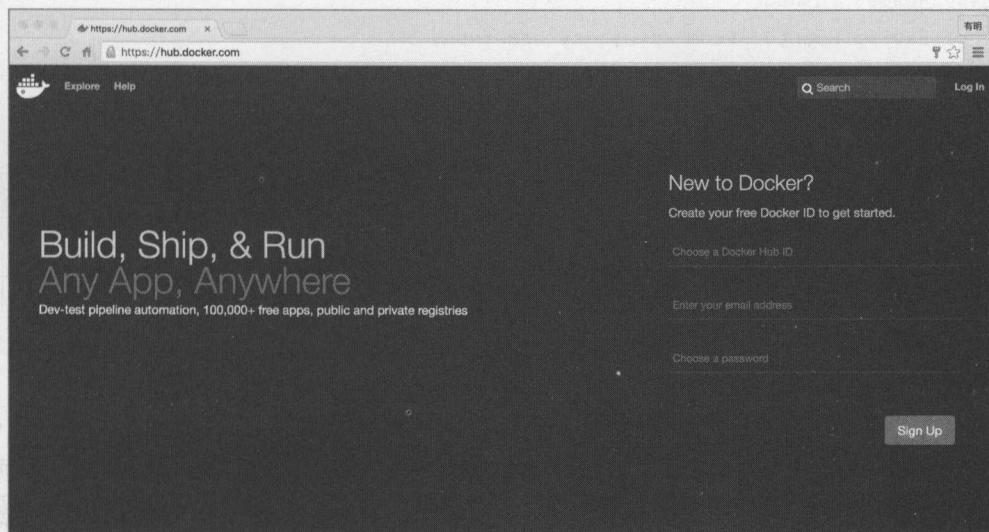 https://hub.docker.com ×
有明
https://hub.docker.com
Explore Help
Search
Log In
New to Docker?
Create your free Docker ID to get started.
Build, Ship, & Run
Any App, Anywhere
Dev-test pipeline automation, 100,000+ free apps, public and private registries
Choose a Docker Hub ID
Enter your email address
Choose a password
Sign Up